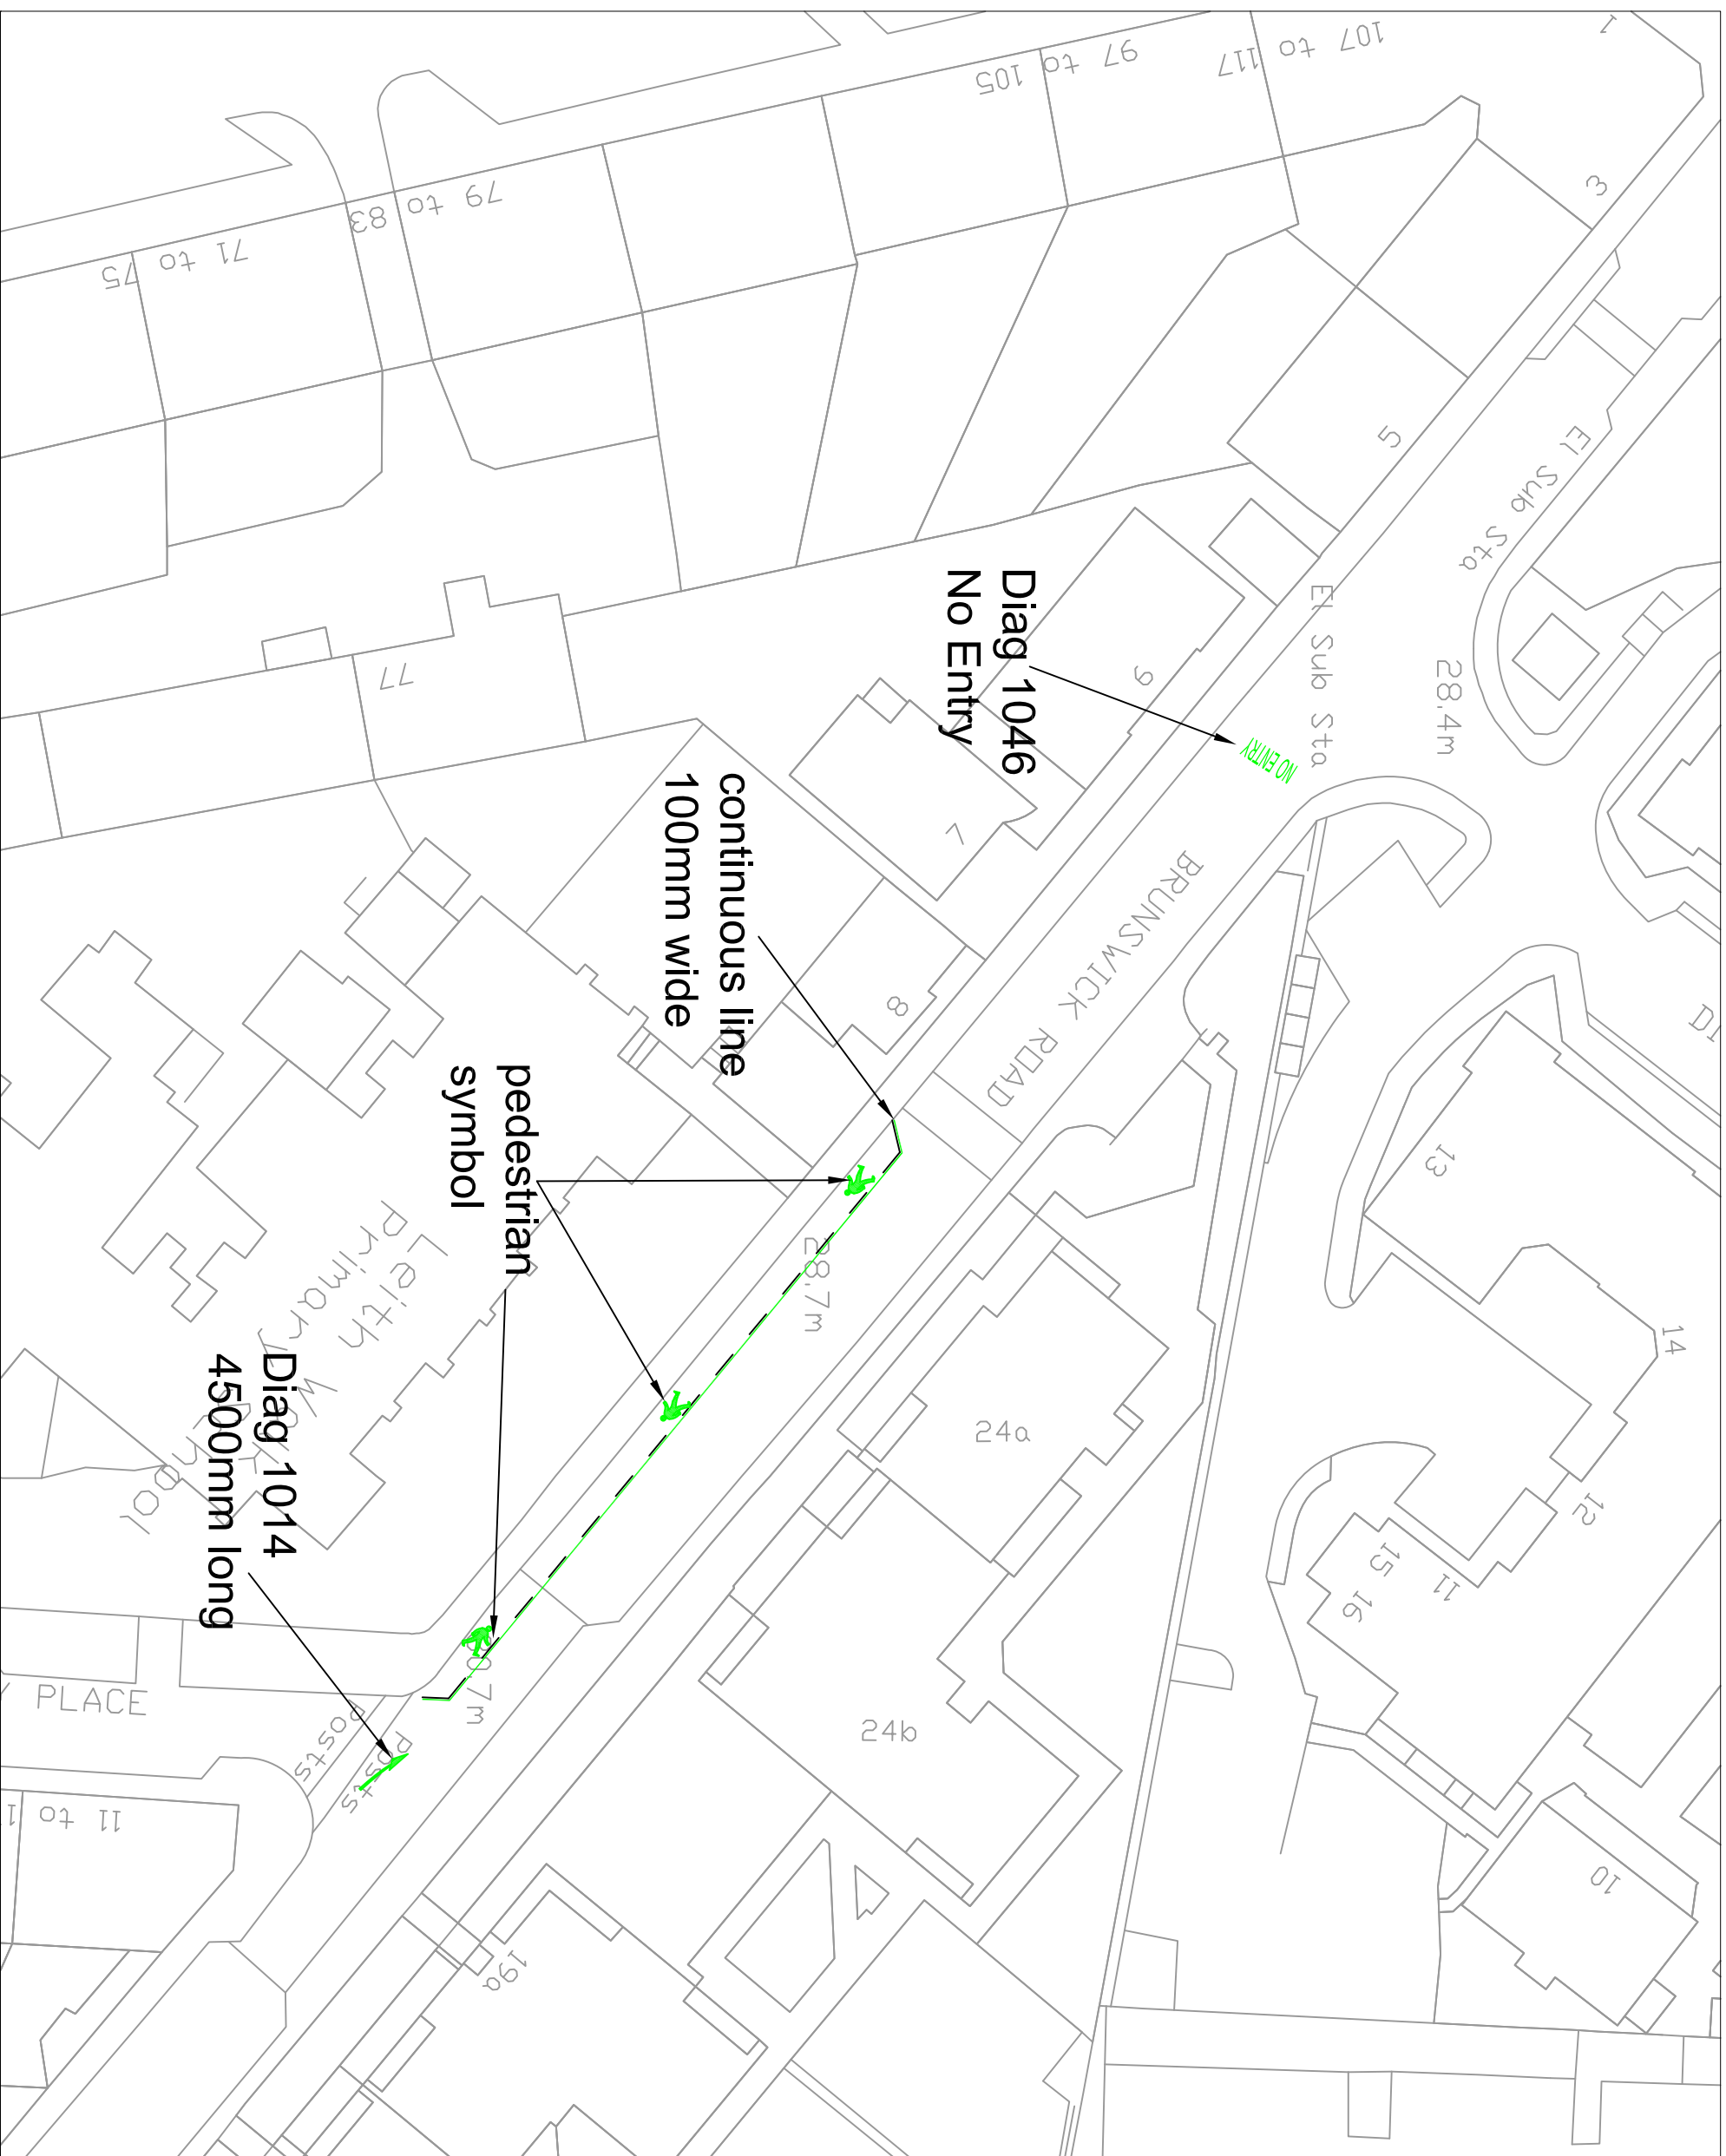 107 to 117
97 to 105
79 to 83
71 to 75
77
1
3
5
El Sub Sta
El Sub Sta
28.4m
9
Diag 1046
No Entry
NO ENTRY
7
BRUNSWICK ROAD
8
continuous line
100mm wide
pedestrian
symbol
28.7m
13
14
12
11
15
16
10
24a
24b
19a
Leith Walk
Primary School
Diag 1014
4500mm long
Posts
Posts
PLACE
11 to